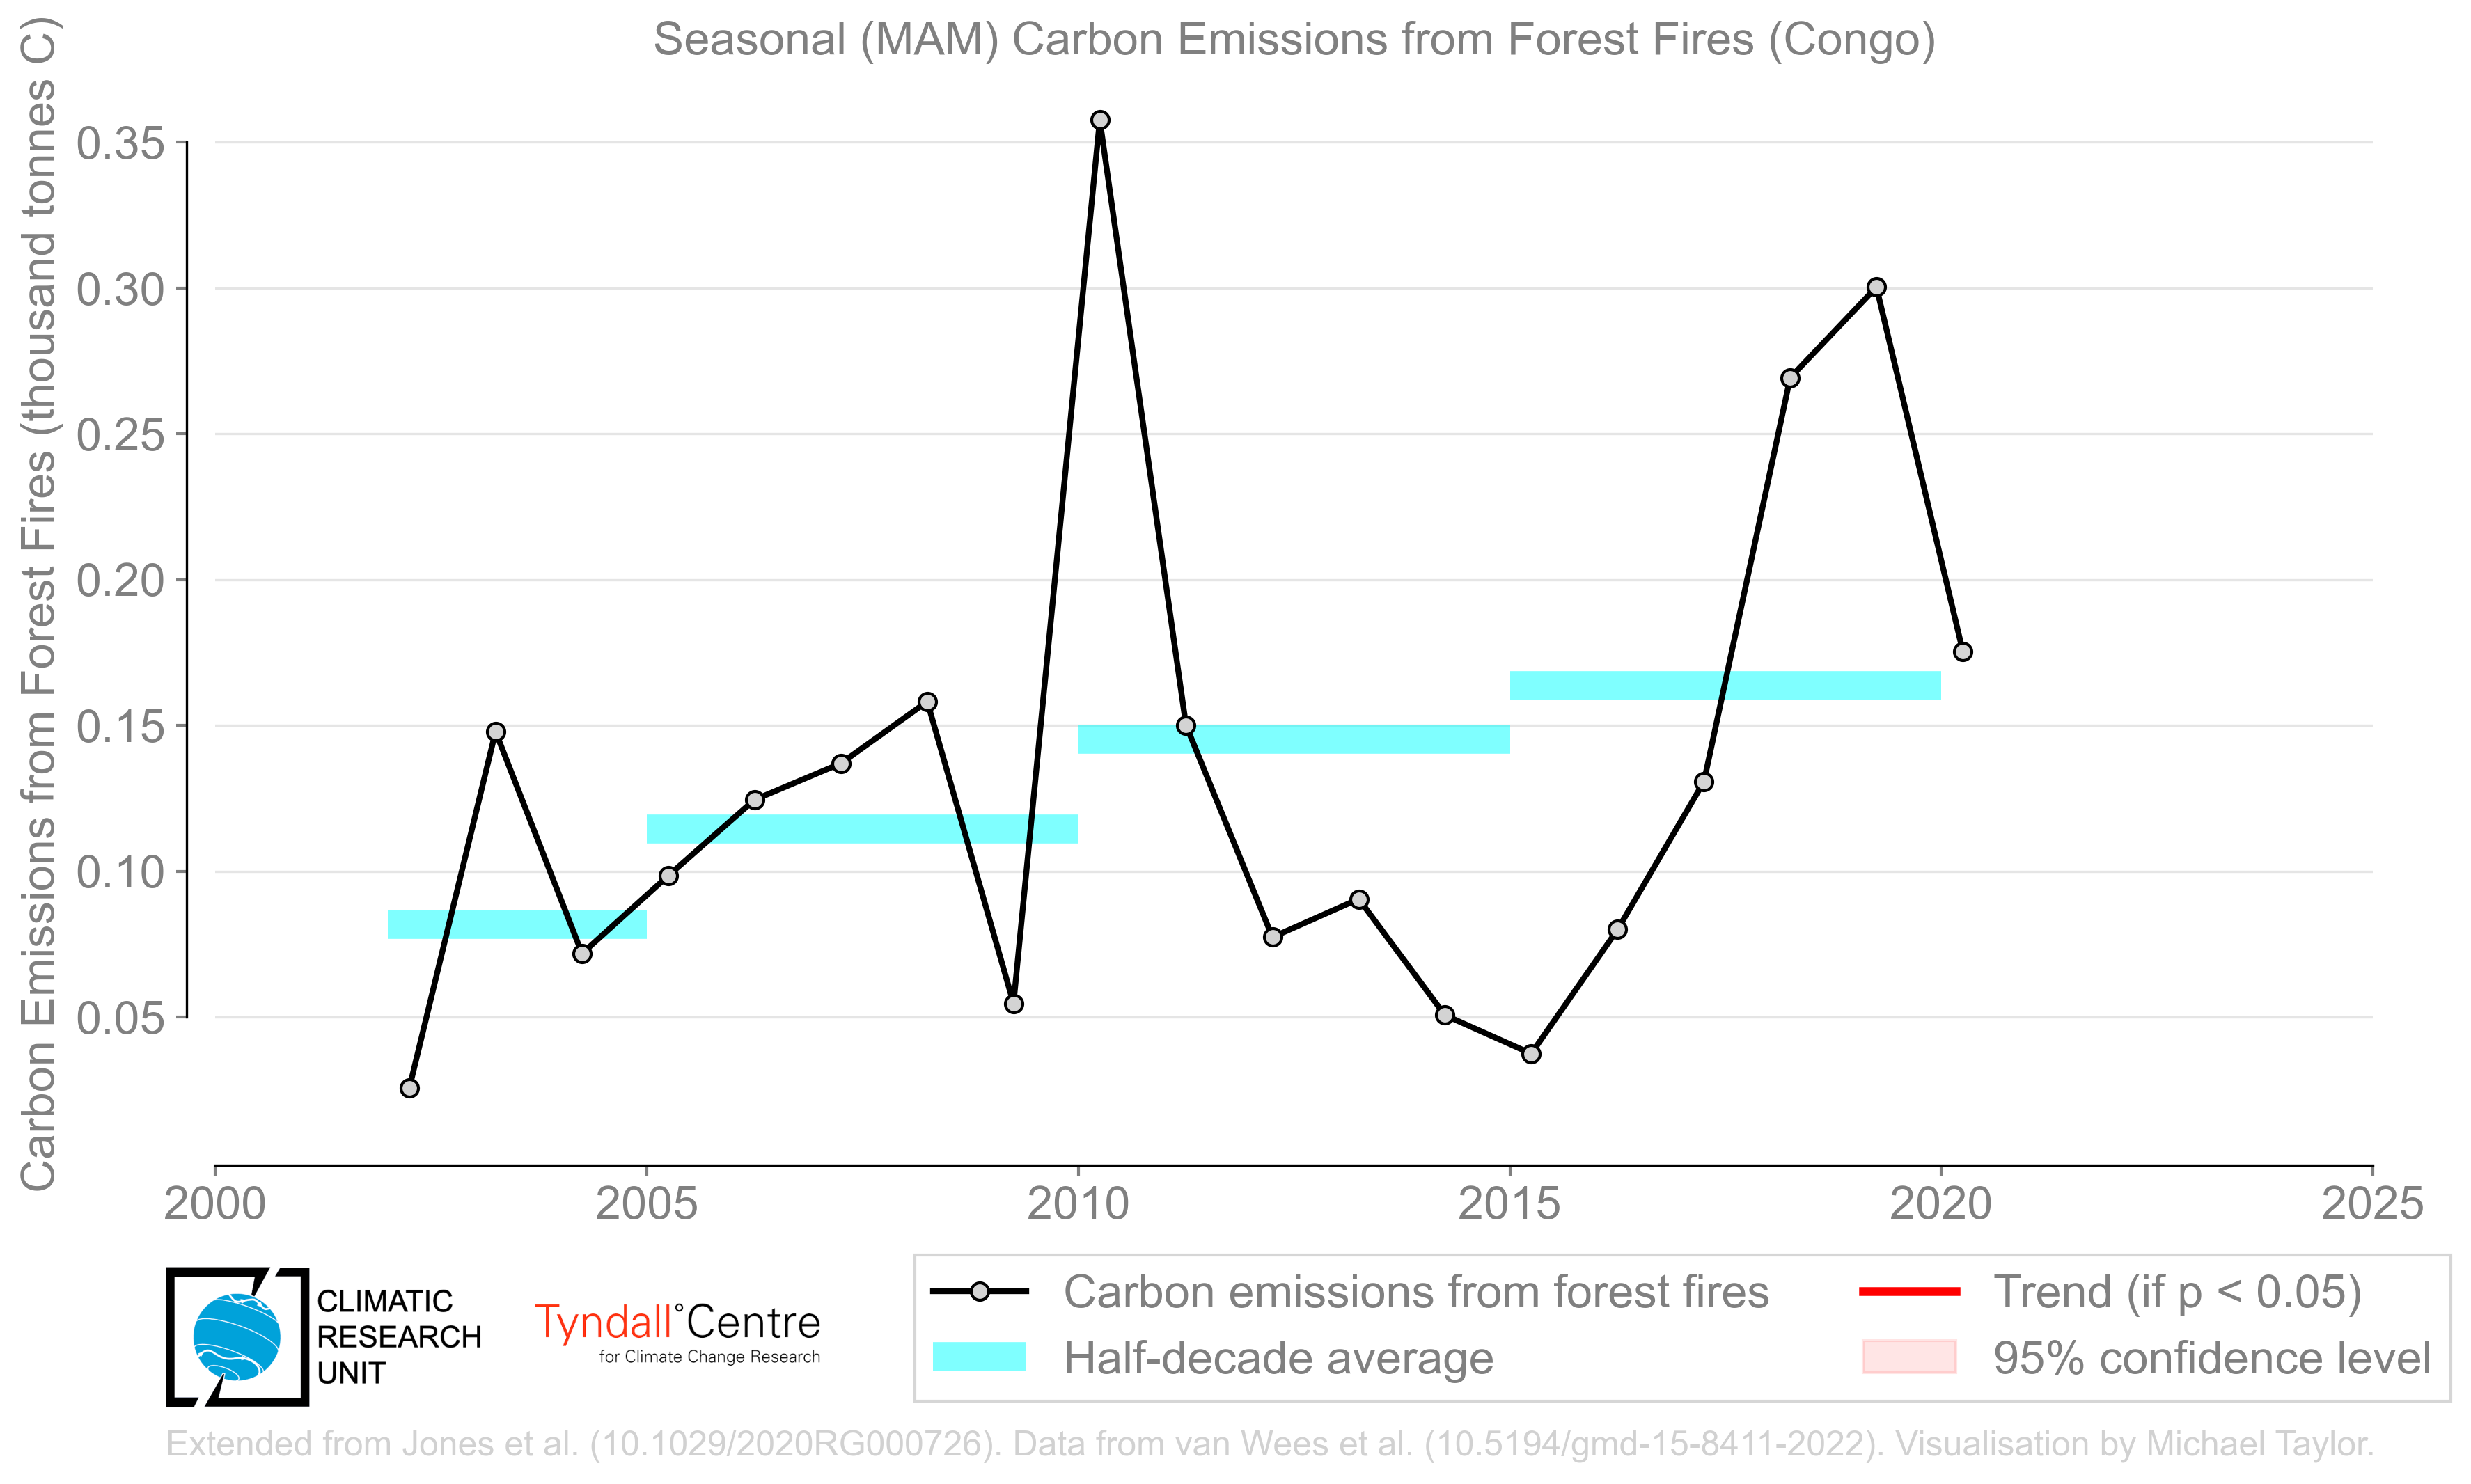 Seasonal (MAM) Carbon Emissions from Forest Fires (Congo)
Carbon Emissions from Forest Fires (thousand tonnes C)
0.35
0.30
0.25
0.20
0.15
0.10
0.05
2000 2005 2010 2015 2020 2025
CLIMATIC
RESEARCH
UNIT
Tyndall°Centre
for Climate Change Research
Carbon emissions from forest fires
Half-decade average
Trend (if p < 0.05)
95% confidence level
Extended from Jones et al. (10.1029/2020RG000726). Data from van Wees et al. (10.5194/gmd-15-8411-2022). Visualisation by Michael Taylor.